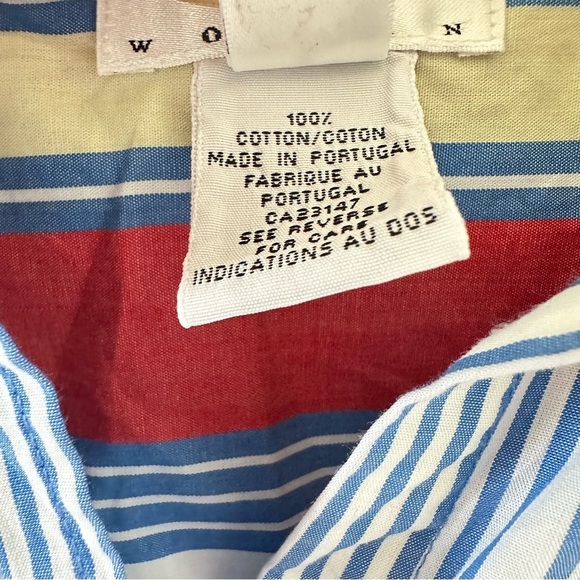 W O N
100%
COTTON/COTON
MADE IN PORTUGAL
FABRIQUE AU
PORTUGAL
CA23147
SEE REVERSE
FOR CARE
INDICATIONS AU DOS